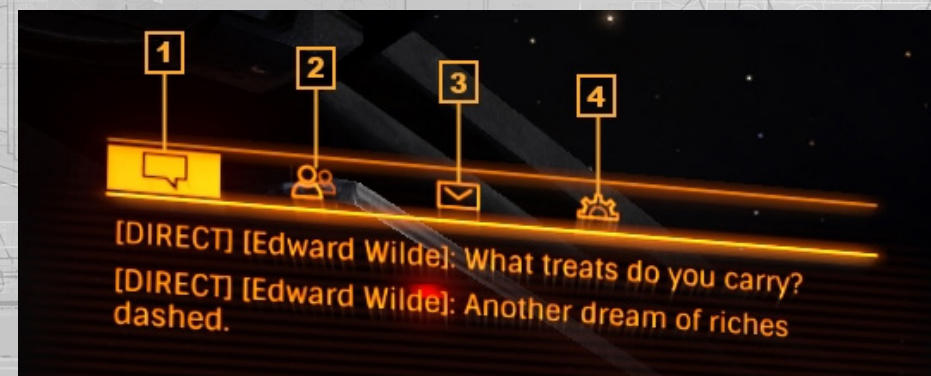 1
2
3
4
[DIRECT] [Edward Wilde]: What treats do you carry?
[DIRECT] [Edward Wilde]: Another dream of riches
dashed.